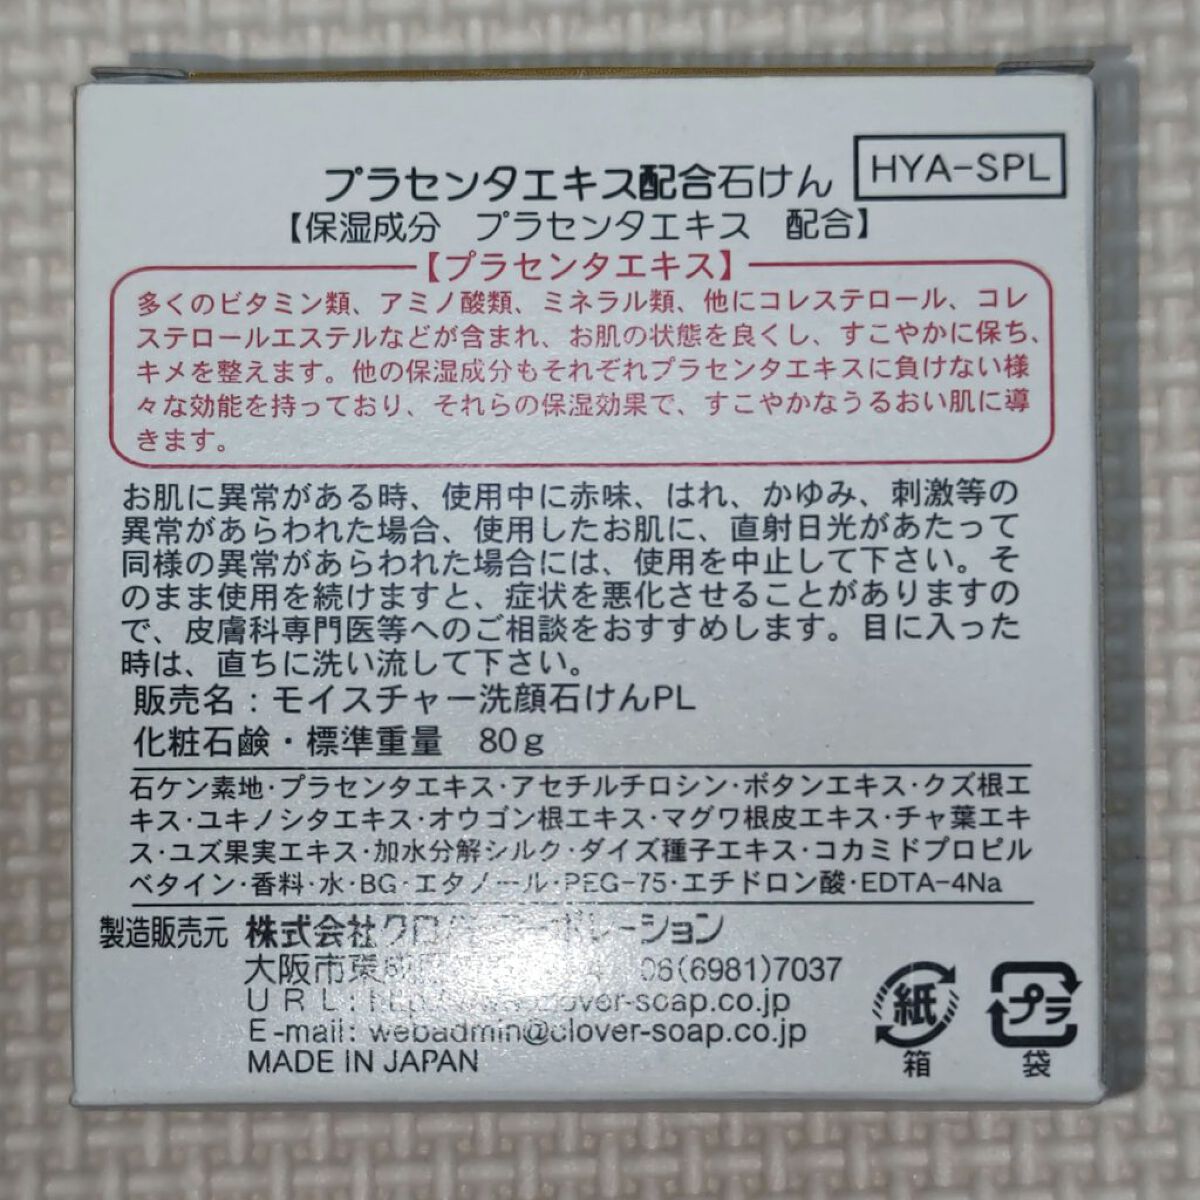 プラセンタエキス配合石けん HYA-SPL
【保湿成分 プラセンタエキス 配合】
【プラセンタエキス】
多くのビタミン類、アミノ酸類、ミネラル類、他にコレステロール、コレ
ステロールエステルなどが含まれ、お肌の状態を良くし、すこやかに保ち、
キメを整えます。他の保湿成分もそれぞれプラセンタエキスに負けない様
々な効能を持っており、それらの保湿効果で、すこやかなうるおい肌に導
きます。
お肌に異常がある時、使用中に赤味、はれ、かゆみ、刺激等の
異常があらわれた場合、使用したお肌に、直射日光があたって
同様の異常があらわれた場合には、使用を中止して下さい。そ
のまま使用を続けますと、症状を悪化させることがありますの
で、皮膚科専門医等へのご相談をおすすめします。目に入った
時は、直ちに洗い流して下さい。
販売名：モイスチャー洗顔石けんPL
化粧石鹸・標準重量 80g
石ケン素地・プラセンタエキス・アセチルチロシン・ボタンエキス・クズ根エ
キス・ユキノシタエキス・オウゴン根エキス・マグワ根皮エキス・チャ葉エキ
ス・ユズ果実エキス・加水分解シルク・ダイズ種子エキス・コカミドプロピル
ベタイン・香料・水・BG・エタノール・PEG-75・エチドロン酸・EDTA-4Na
製造販売元 株式会社クロバーコーポレーション
大阪市東成 06(6981)7037
URL: clover-soap.co.jp
E-mail: webadmin@clover-soap.co.jp
MADE IN JAPAN
紙
箱
プラ
袋